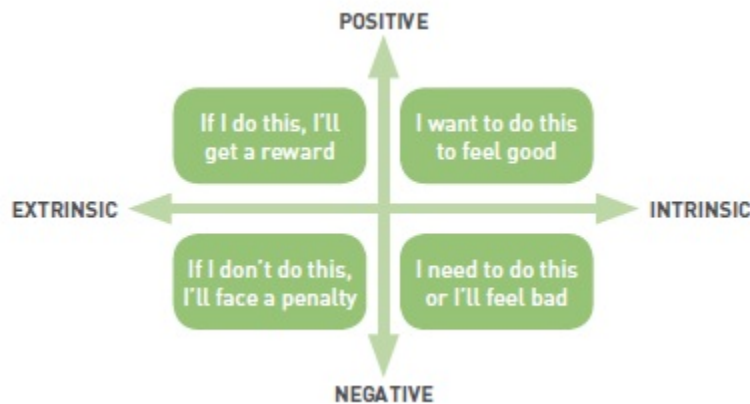 POSITIVE
If I do this, I'll
get a reward
I want to do this
to feel good
EXTRINSIC
INTRINSIC
If I don't do this,
I'll face a penalty
I need to do this
or I'll feel bad
NEGATIVE